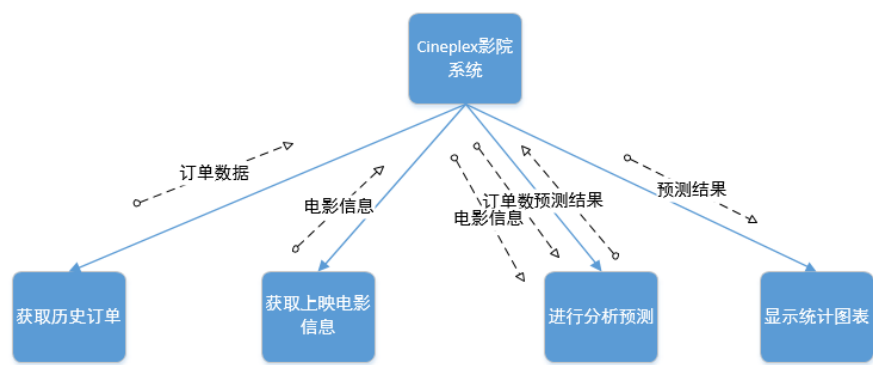 Cineplex影院
系统
订单数据
电影信息
订单数
预测结果
电影信息
预测结果
获取历史订单
获取上映电影
信息
进行分析预测
显示统计图表